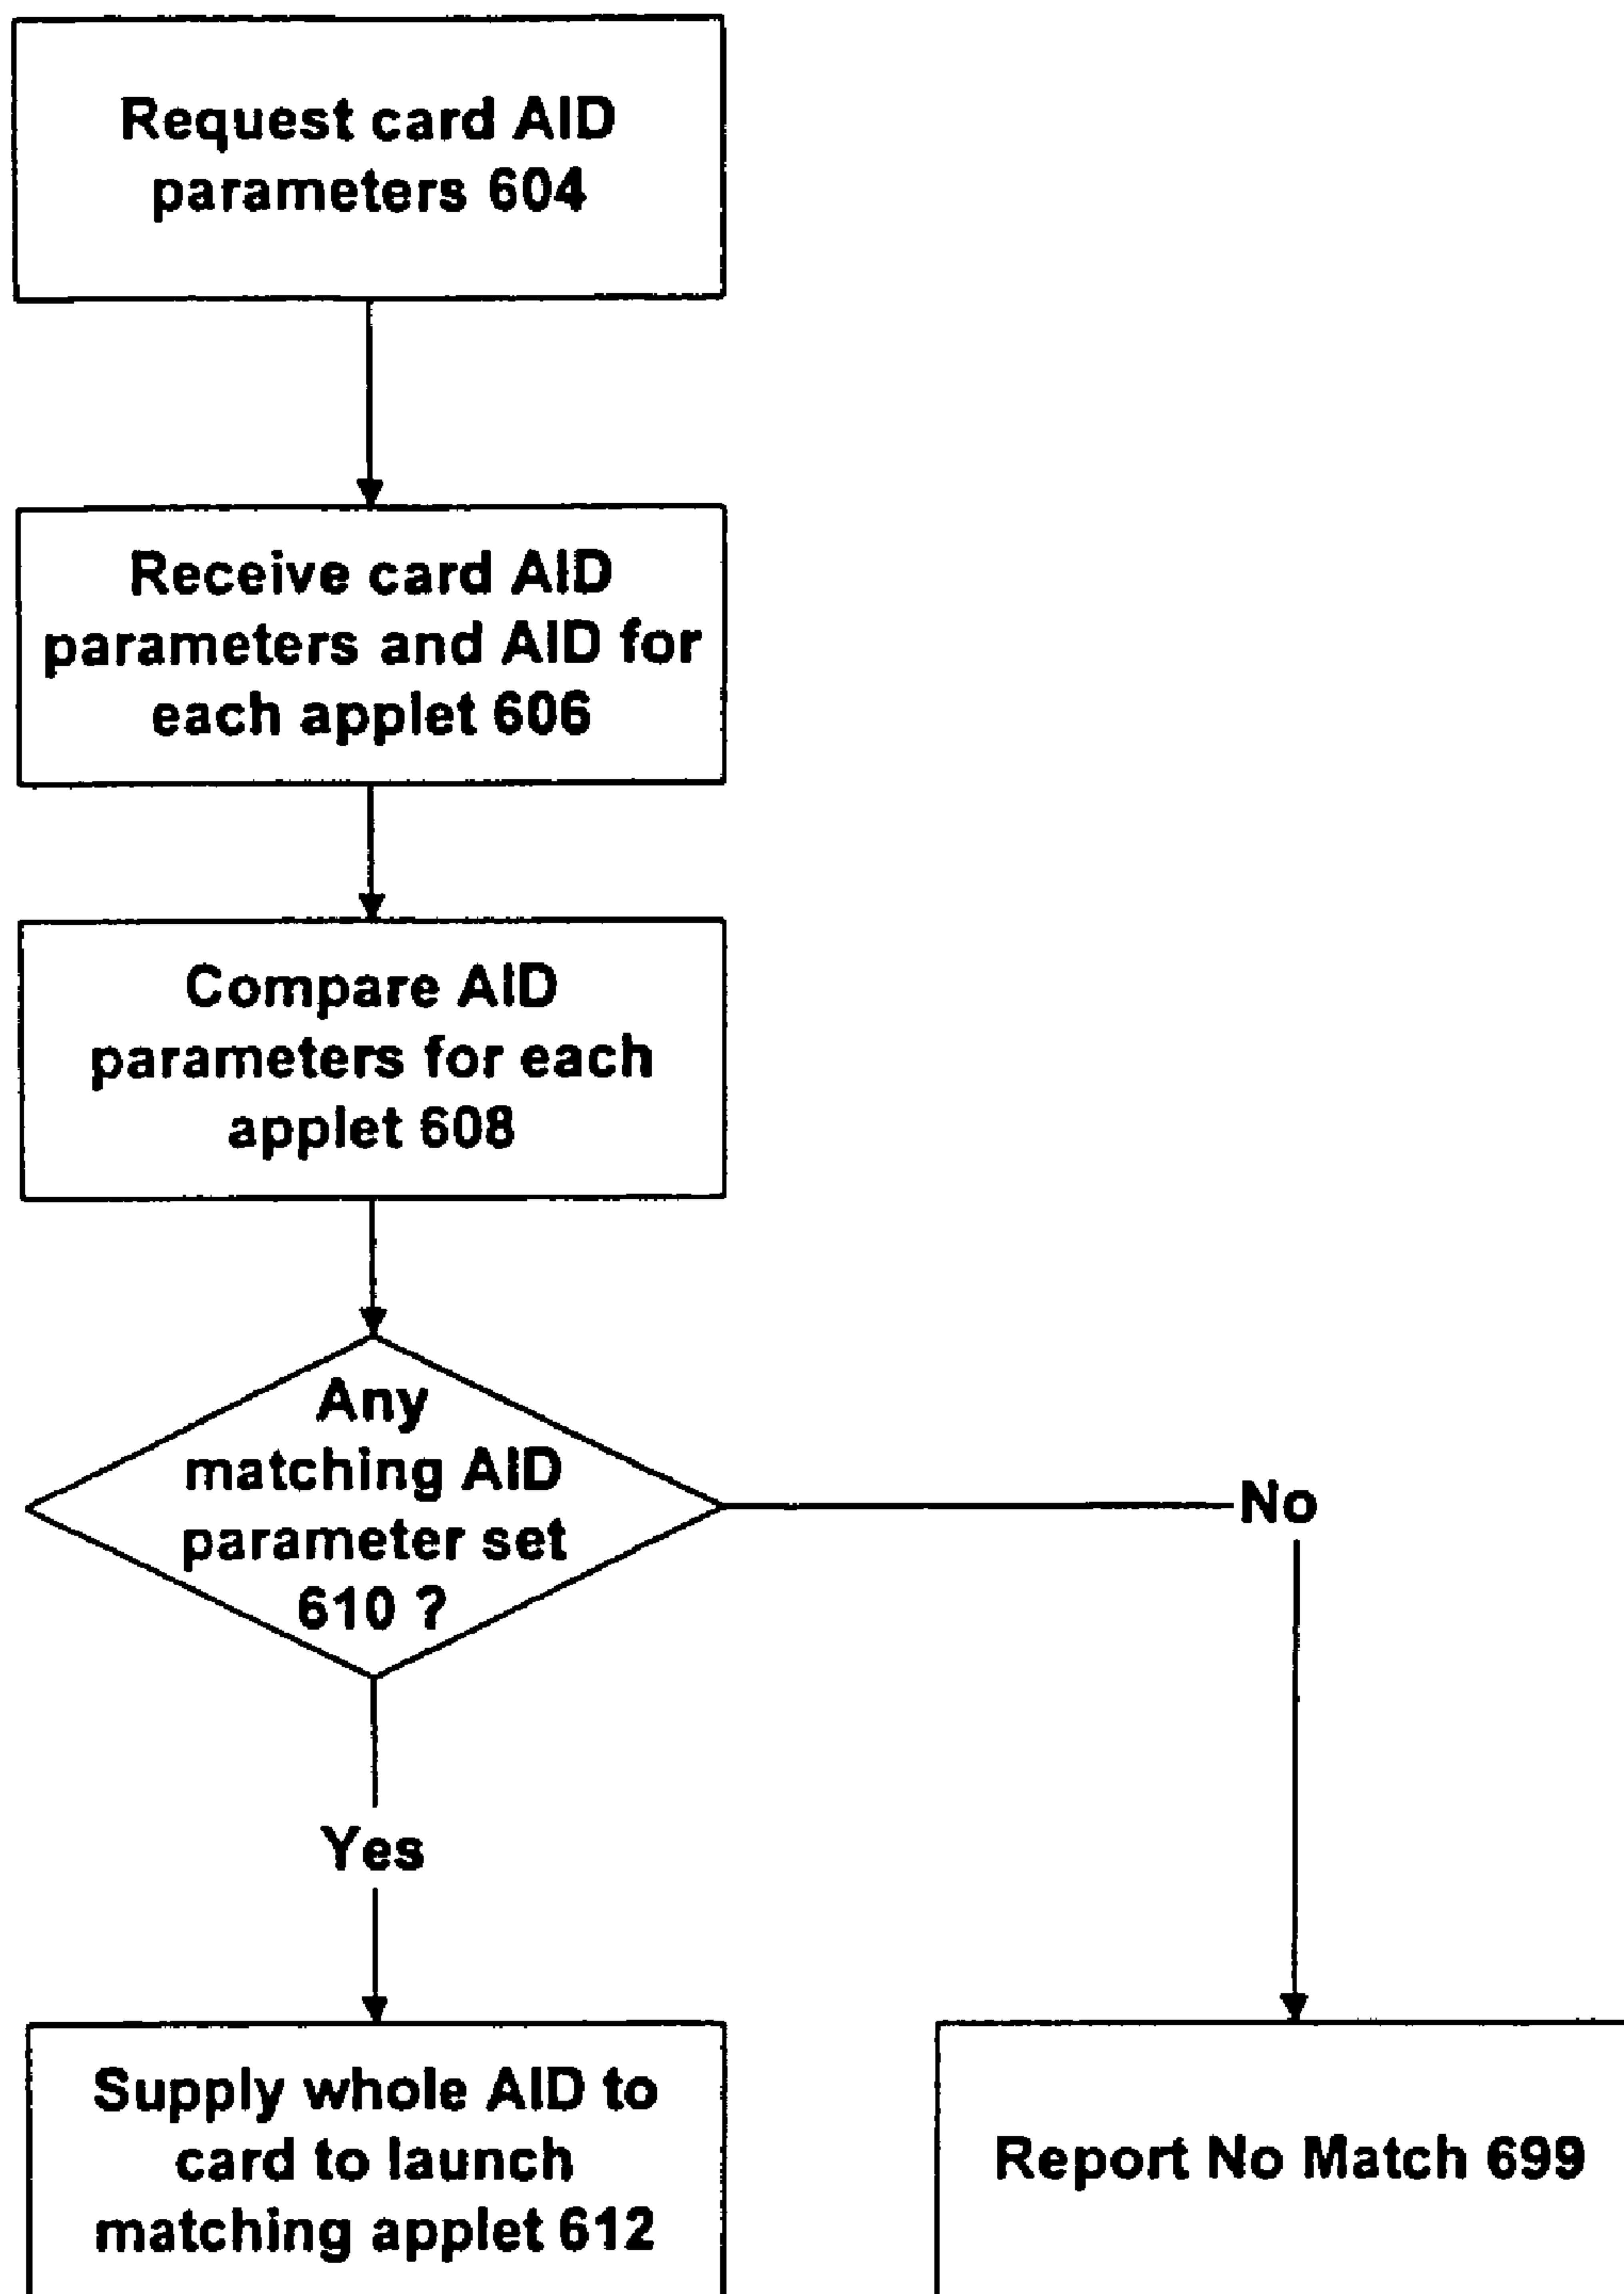 Request card AID
parameters 604
Receive card AID
parameters and AID for
each applet 606
Compare AID
parameters for each
applet 608
Any
matching AID
parameter set
610 ?
No
Yes
Supply whole AID to
card to launch
matching applet 612
Report No Match 699